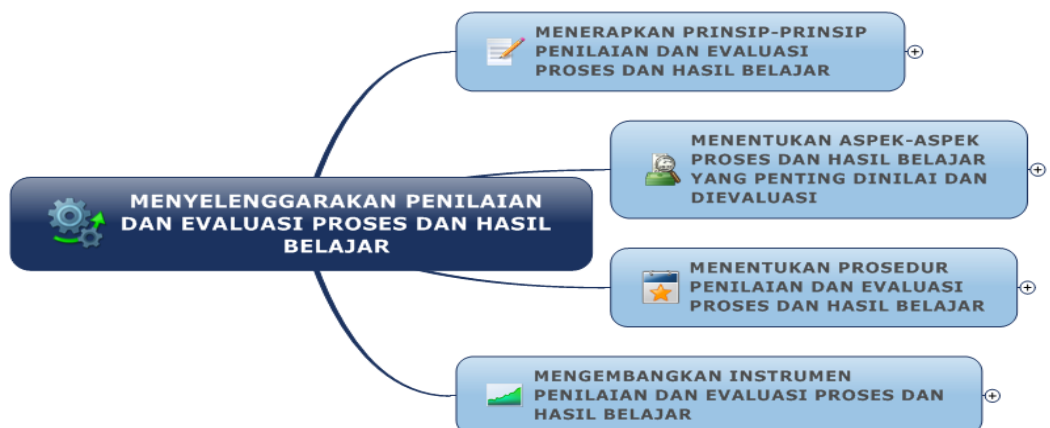 MENERAPKAN PRINSIP-PRINSIP
PENILAIAN DAN EVALUASI
PROSES DAN HASIL BELAJAR
MENENTUKAN ASPEK-ASPEK
PROSES DAN HASIL BELAJAR
YANG PENTING DINILAI DAN
DIEVALUASI
MENYELENGGARAKAN PENILAIAN
DAN EVALUASI PROSES DAN HASIL
BELAJAR
MENENTUKAN PROSEDUR
PENILAIAN DAN EVALUASI
PROSES DAN HASIL BELAJAR
MENGEMBANGKAN INSTRUMEN
PENILAIAN DAN EVALUASI PROSES DAN
HASIL BELAJAR